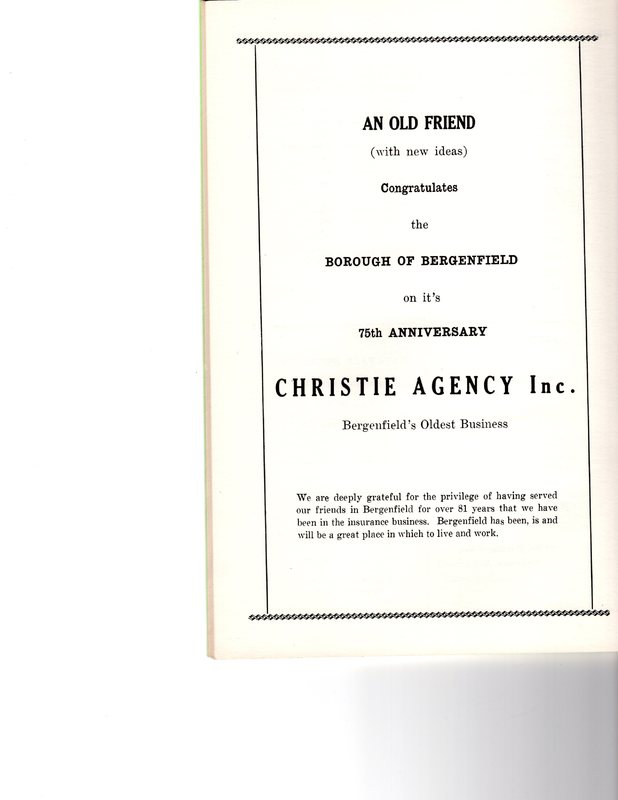 AN OLD FRIEND
(with new ideas)
Congratulates
the
BOROUGH OF BERGENFIELD
on it's
75th ANNIVERSARY
CHRISTIE AGENCY Inc.
Bergenfield's Oldest Business
We are deeply grateful for the privilege of having served
our friends in Bergenfield for over 81 years that we have
been in the insurance business. Bergenfield has been, is and
will be a great place in which to live and work.